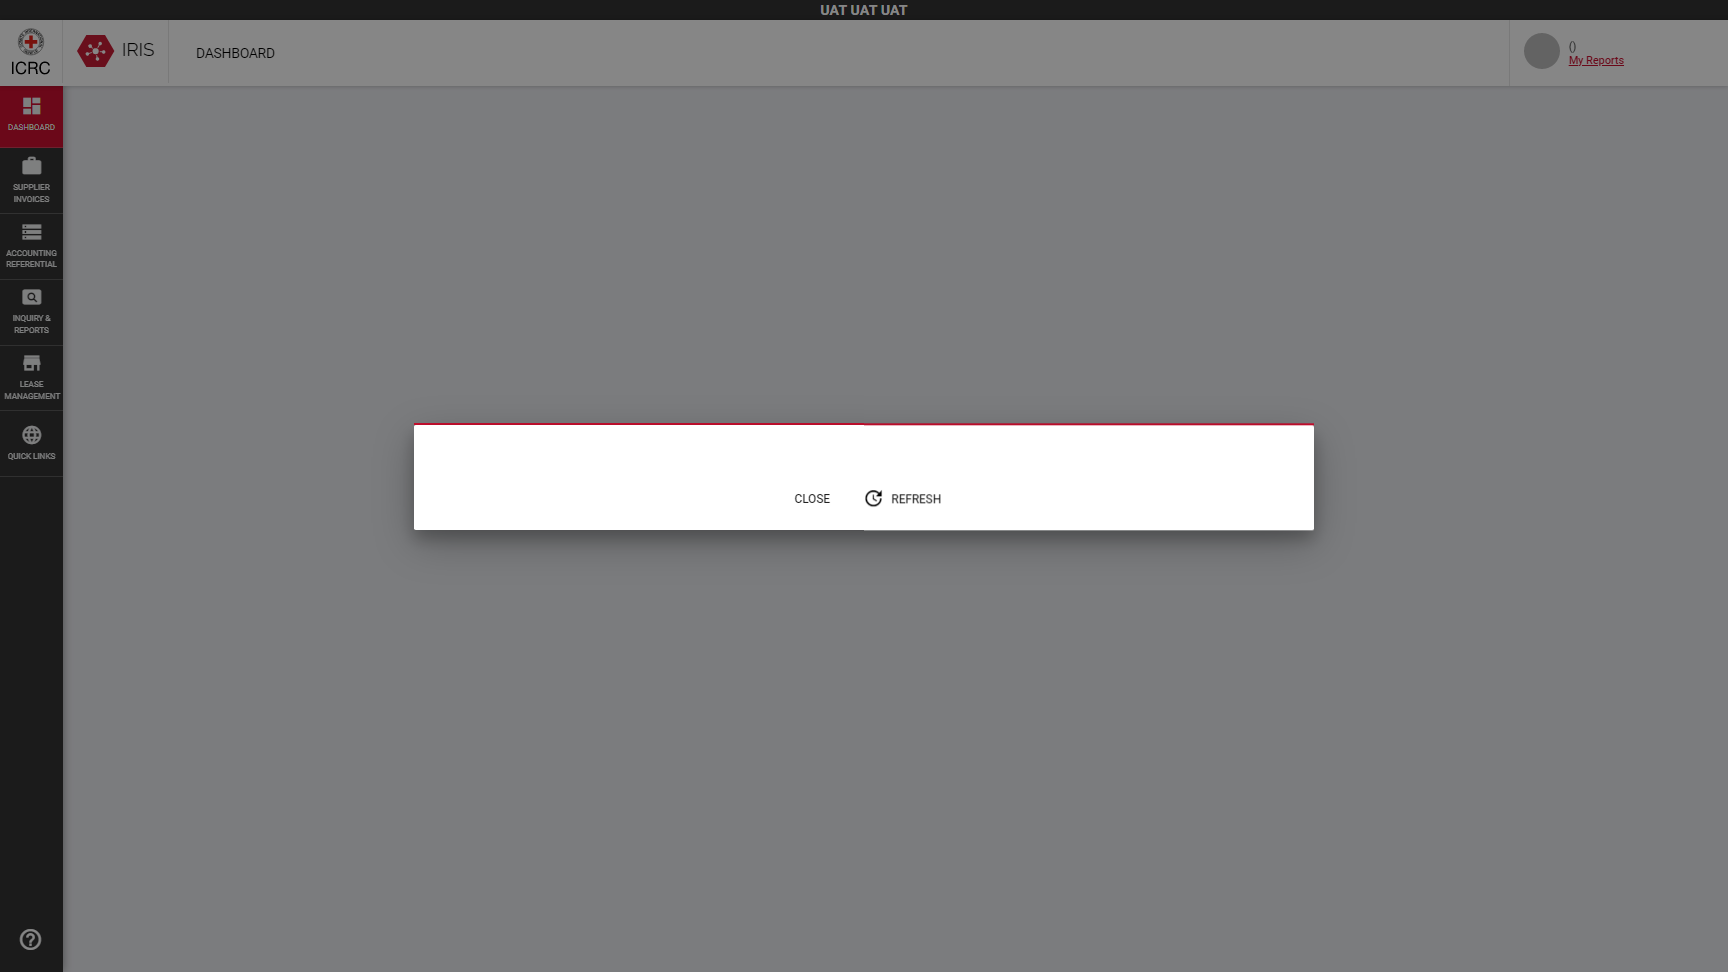 UAT UAT UAT
ICRC
IRIS
DASHBOARD
()
My Reports
DASHBOARD
SUPPLIER
INVOICES
ACCOUNTING
REFERENTIAL
INQUIRY &
REPORTS
LEASE
MANAGEMENT
QUICK LINKS
CLOSE
REFRESH